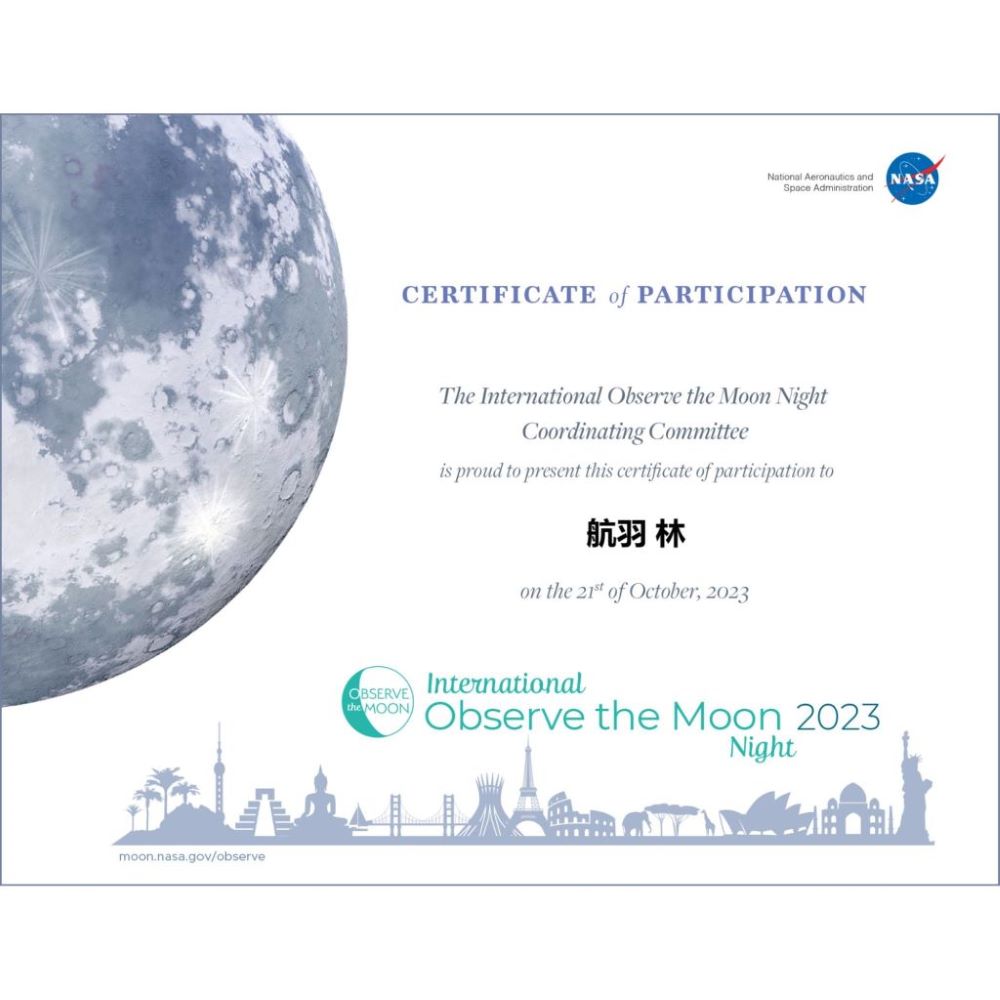 National Aeronautics and
Space Administration
NASA
CERTIFICATE of PARTICIPATION
The International Observe the Moon Night
Coordinating Committee
is proud to present this certificate of participation to
航羽 林
on the 21st of October, 2023
OBSERVE
the MOON
International
Observe the Moon 2023
Night
moon.nasa.gov/observe